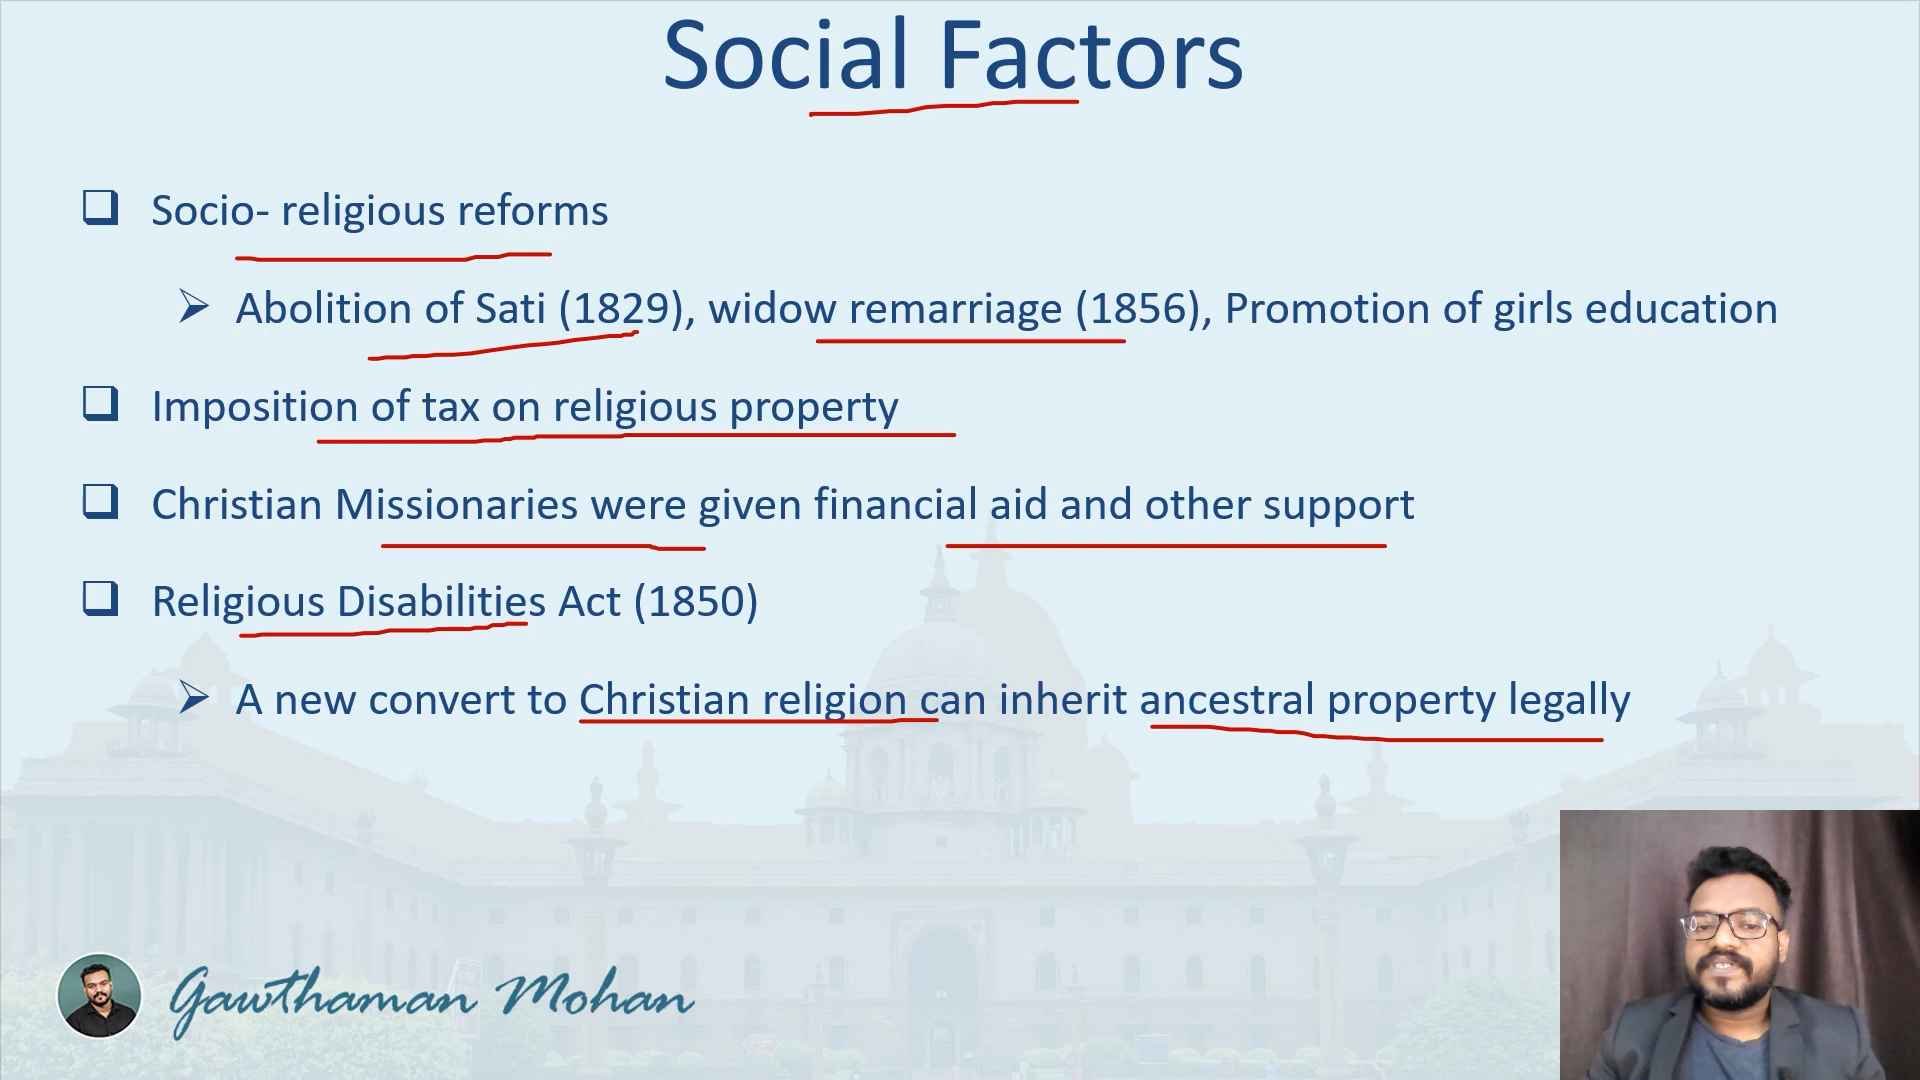 Social Factors
Socio- religious reforms
Abolition of Sati (1829), widow remarriage (1856), Promotion of girls education
Imposition of tax on religious property
Christian Missionaries were given financial aid and other support
Religious Disabilities Act (1850)
A new convert to Christian religion can inherit ancestral property legally
Gawthaman Mohan